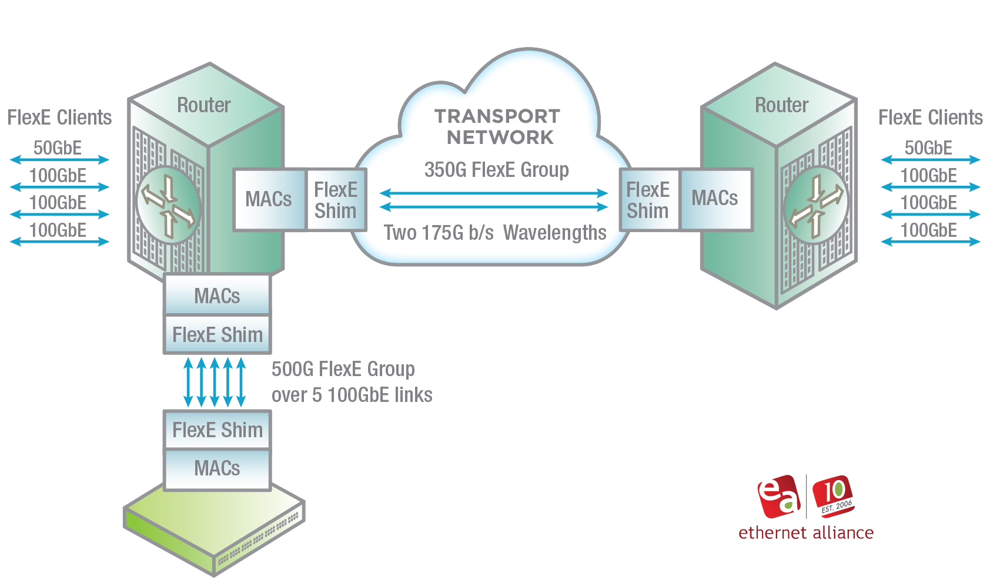 Router
FlexE Clients
50GbE
100GbE
100GbE
100GbE
MACs
FlexE
Shim
TRANSPORT
NETWORK
350G FlexE Group
Two 175G b/s Wavelengths
FlexE
Shim
MACs
Router
FlexE Clients
50GbE
100GbE
100GbE
100GbE
MACs
FlexE Shim
500G FlexE Group
over 5 100GbE links
FlexE Shim
MACs
ea
10
EST. 2006
ethernet alliance